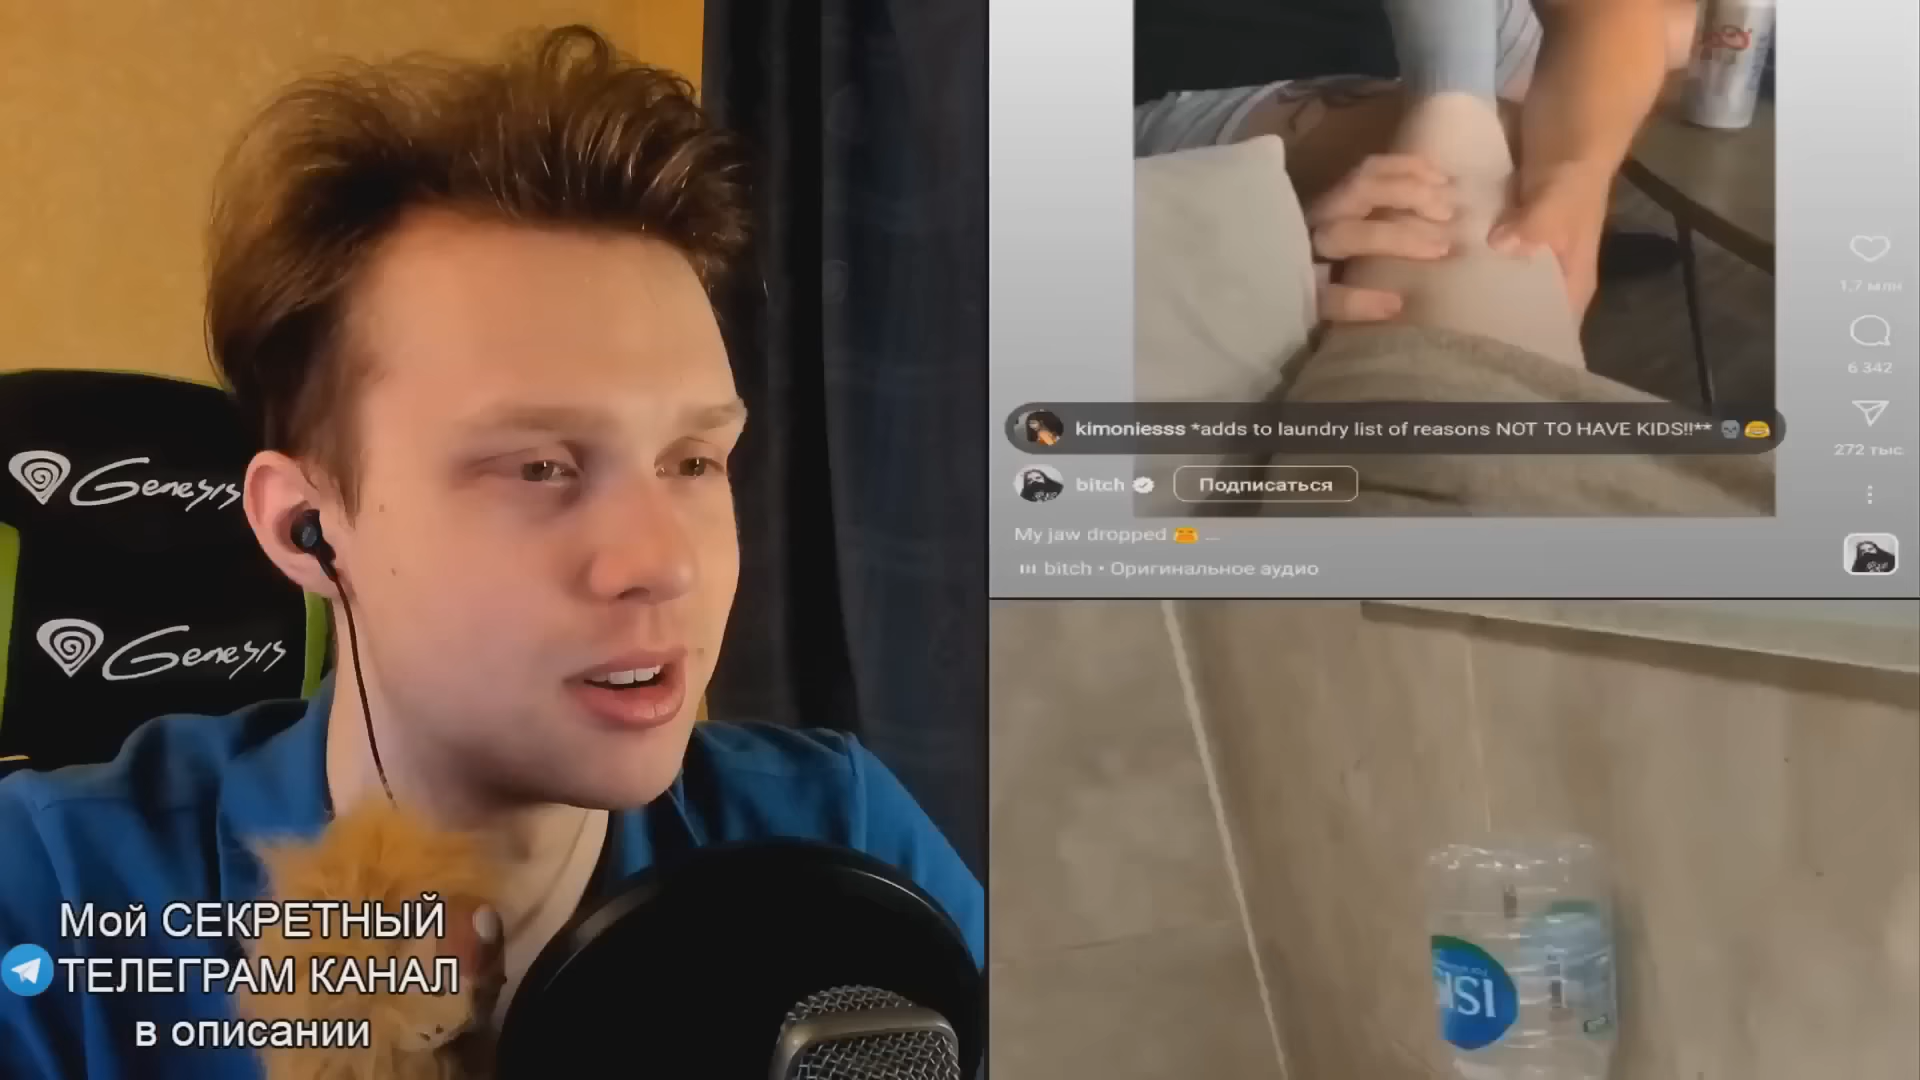 Genesis
Genesis
Мой СЕКРЕТНЫЙ
ТЕЛЕГРАМ КАНАЛ
в описании
kimoniesss *adds to laundry list of reasons NOT TO HAVE KIDS!!** 💀😂
bitch Подписаться
My jaw dropped 😫 ...
bitch • Оригинальное аудио
1,7 млн
6 342
272 тыс.